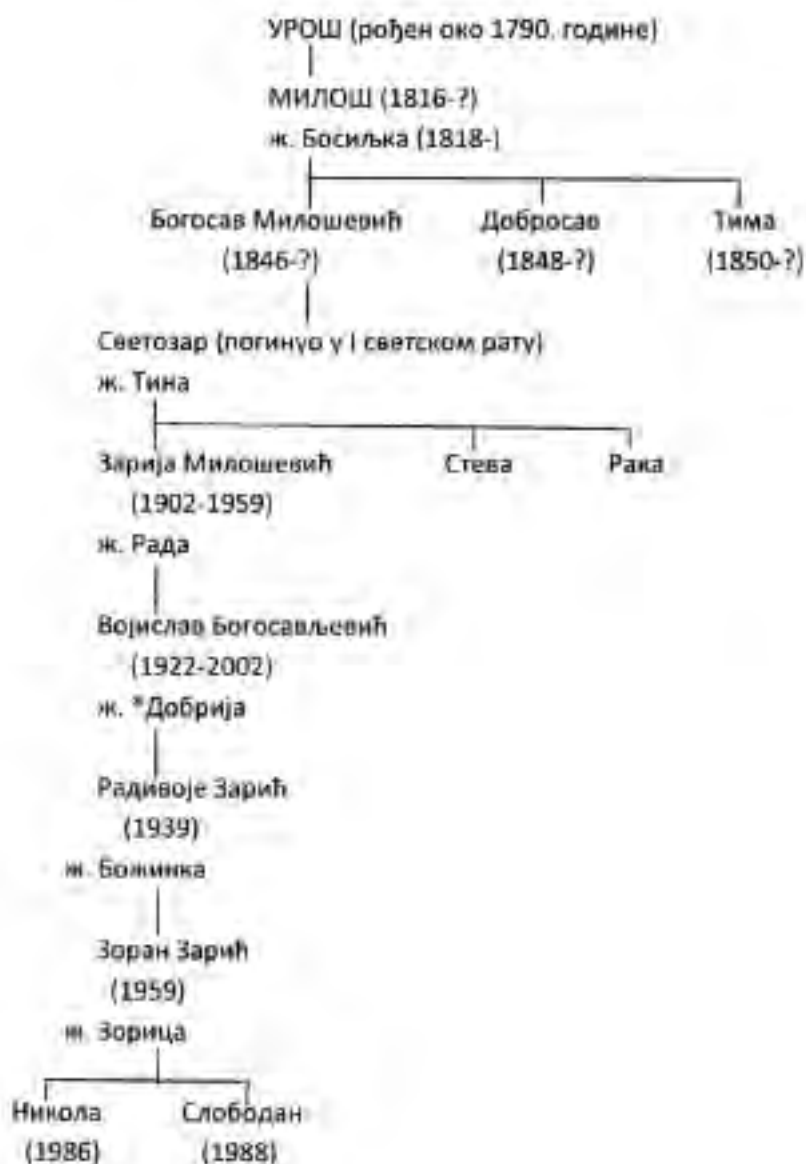 УРОШ (рођен око 1790. године)
МИЛОШ (1816-?)
ж. Босиљка (1818-)
Богосав Милошевић Добросав Тима
(1846-?) (1848-?) (1850-?)
Светозар (погинуо у I светском рату)
ж. Тина
Зарија Милошевић Стева Рака
(1902-1959)
ж. Рада
Војислав Богосављевић
(1922-2002)
ж. *Добрија
Радивоје Зарић
(1939)
ж. Божинка
Зоран Зарић
(1959)
ж. Зорица
Никола Слободан
(1986) (1988)